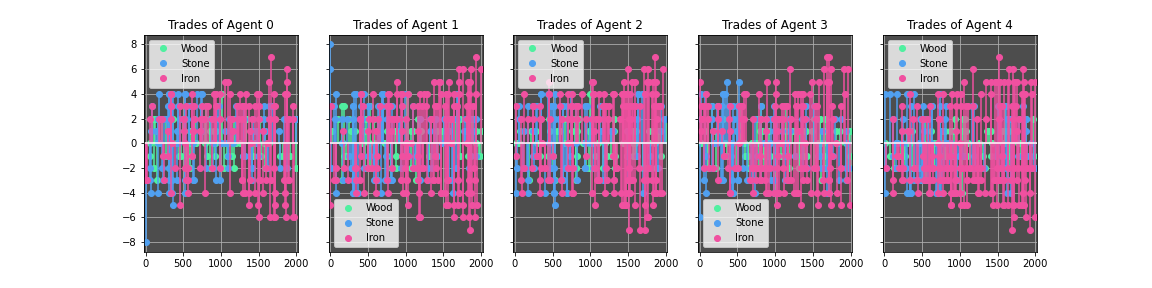 Trades of Agent 0
Trades of Agent 1
Trades of Agent 2
Trades of Agent 3
Trades of Agent 4
8
6
4
2
0
−2
−4
−6
−8
Wood
Stone
Iron
Wood
Stone
Iron
Wood
Stone
Iron
Wood
Stone
Iron
Wood
Stone
Iron
0 500 1000 1500 2000
0 500 1000 1500 2000
0 500 1000 1500 2000
0 500 1000 1500 2000
0 500 1000 1500 2000